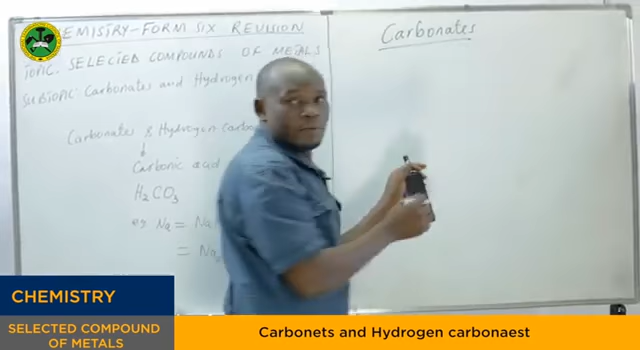 CHEMISTRY-FORM SIX REVISION
TOPIC: SELECTED COMPOUNDS OF METALS
SUBTOPIC: Carbonates and Hydrogen
Carbonates & Hydrogen Carbo
Carbonic acid
H₂CO₃
eg Na = Na
= Na
Carbonates
CHEMISTRY
SELECTED COMPOUND
OF METALS
Carbonets and Hydrogen carbonaest